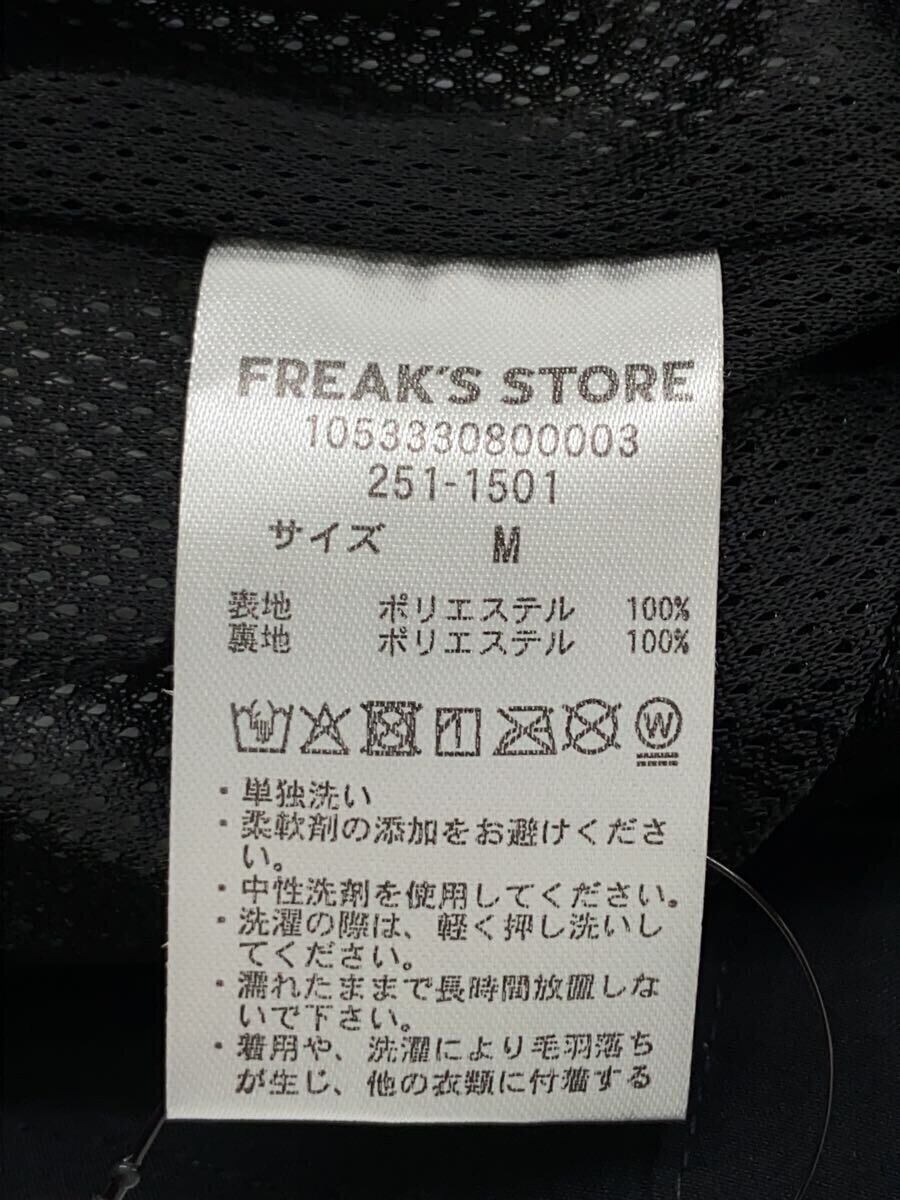 FREAK'S STORE
1053330800003
251-1501
サイズ M
表地 ポリエステル 100%
裏地 ポリエステル 100%
W
・単独洗い
・柔軟剤の添加をお避けくださ
い。
・中性洗剤を使用してください。
・洗濯の際は、軽く押し洗いし
てください。
・濡れたままで長時間放置しな
いで下さい。
・着用や、洗濯により毛羽落ち
が生じ、他の衣類に付着する